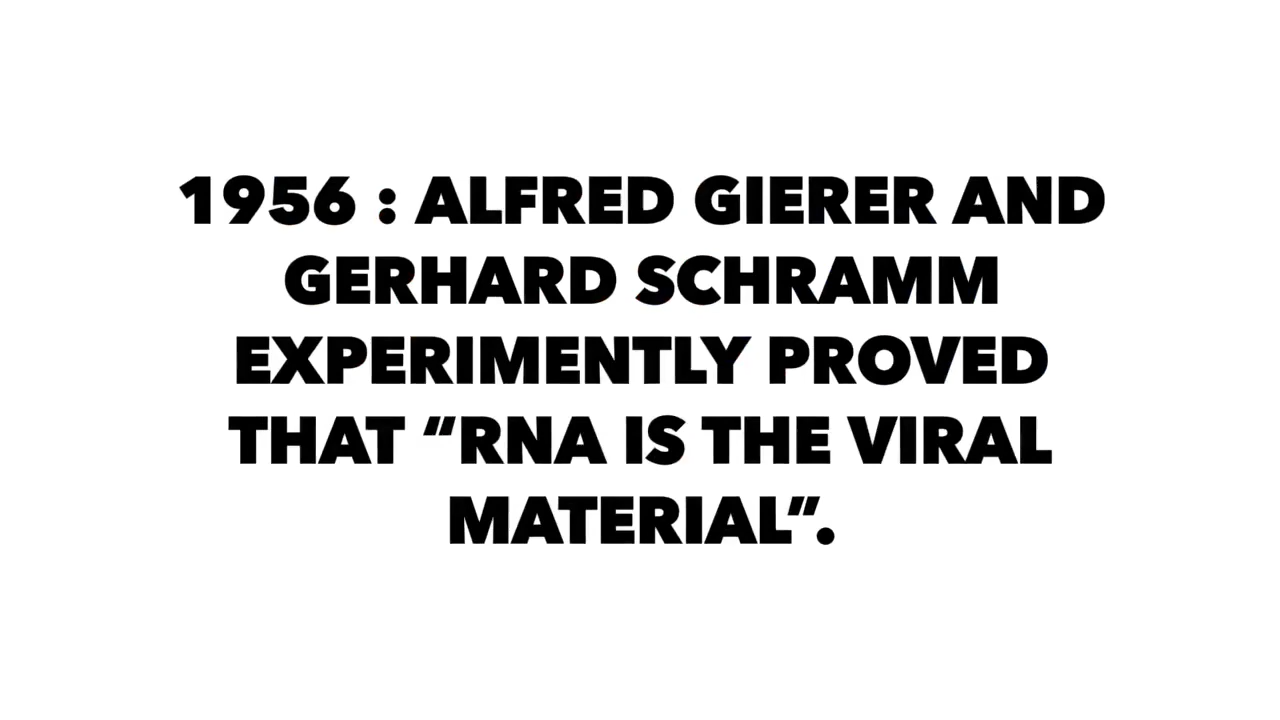 1956 : ALFRED GIERER AND
GERHARD SCHRAMM
EXPERIMENTLY PROVED
THAT “RNA IS THE VIRAL
MATERIAL”.